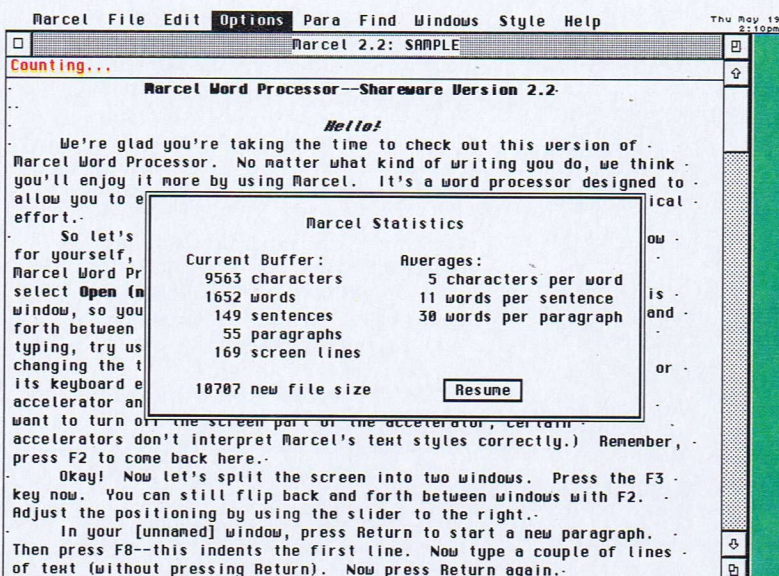 Marcel File Edit Options Para Find Windows Style Help
Thu May 19
2:10pm
Marcel 2.2: SAMPLE
Counting...
Marcel Word Processor--Shareware Version 2.2
Hello!
We're glad you're taking the time to check out this version of
Marcel Word Processor. No matter what kind of writing you do, we think
you'll enjoy it more by using Marcel. It's a word processor designed to
allow you to e ical
effort.
So let's ow
for yourself,
Marcel Word Pr
select Open (n is
window, so you and
forth between
typing, try us
changing the t or
its keyboard e
accelerator an
Marcel Statistics
Current Buffer:
9563 characters
1652 words
149 sentences
55 paragraphs
169 screen lines
10707 new file size
Averages:
5 characters per word
11 words per sentence
30 words per paragraph
Resume
want to turn off the screen part of the accelerator, certain
accelerators don't interpret Marcel's text styles correctly.) Remember,
press F2 to come back here.
Okay! Now let's split the screen into two windows. Press the F3
key now. You can still flip back and forth between windows with F2.
Adjust the positioning by using the slider to the right.
In your [unnamed] window, press Return to start a new paragraph.
Then press F8--this indents the first line. Now type a couple of lines
of text (without pressing Return). Now press Return again.